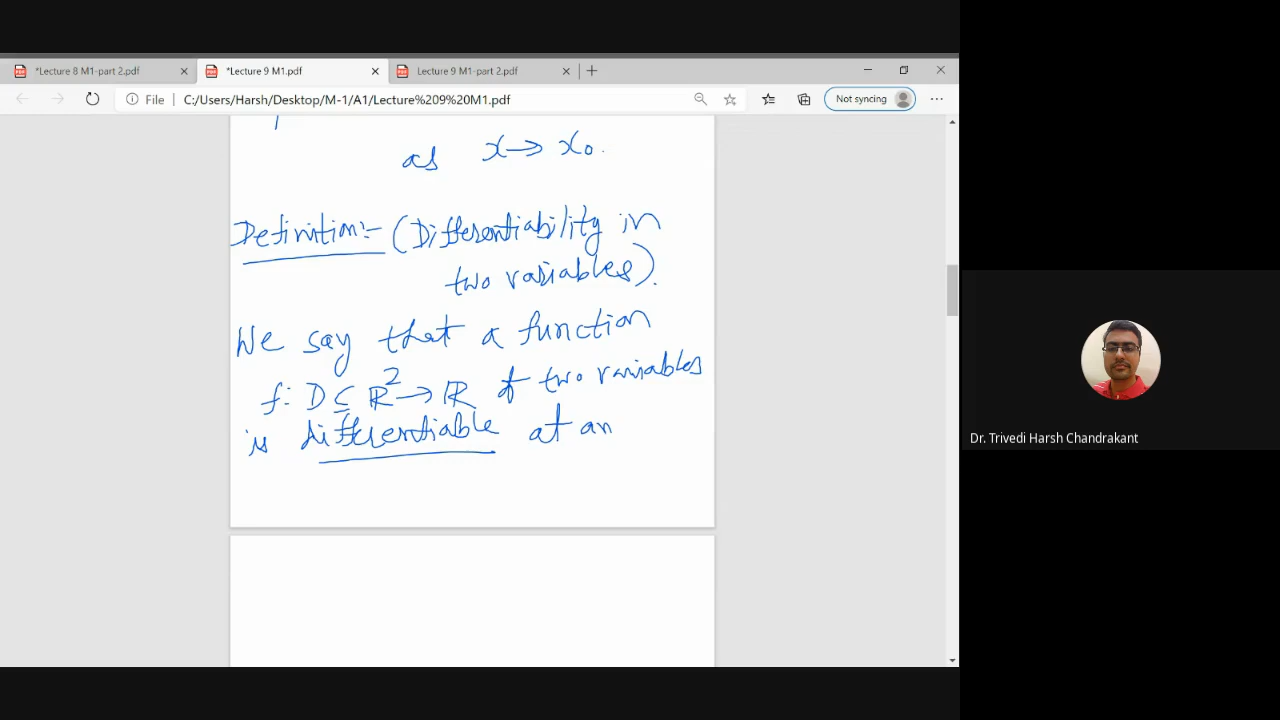 *Lecture 8 M1-part 2.pdf
*Lecture 9 M1.pdf
Lecture 9 M1-part 2.pdf
File
C:/Users/Harsh/Desktop/M-1/A1/Lecture%209%20M1.pdf
Not syncing
as x→ x₀.
Definition:- (Differentiability in
two variables).
We say that a function
f: D ⊆ ℝ² → ℝ of two variables
is differentiable at an
Dr. Trivedi Harsh Chandrakant